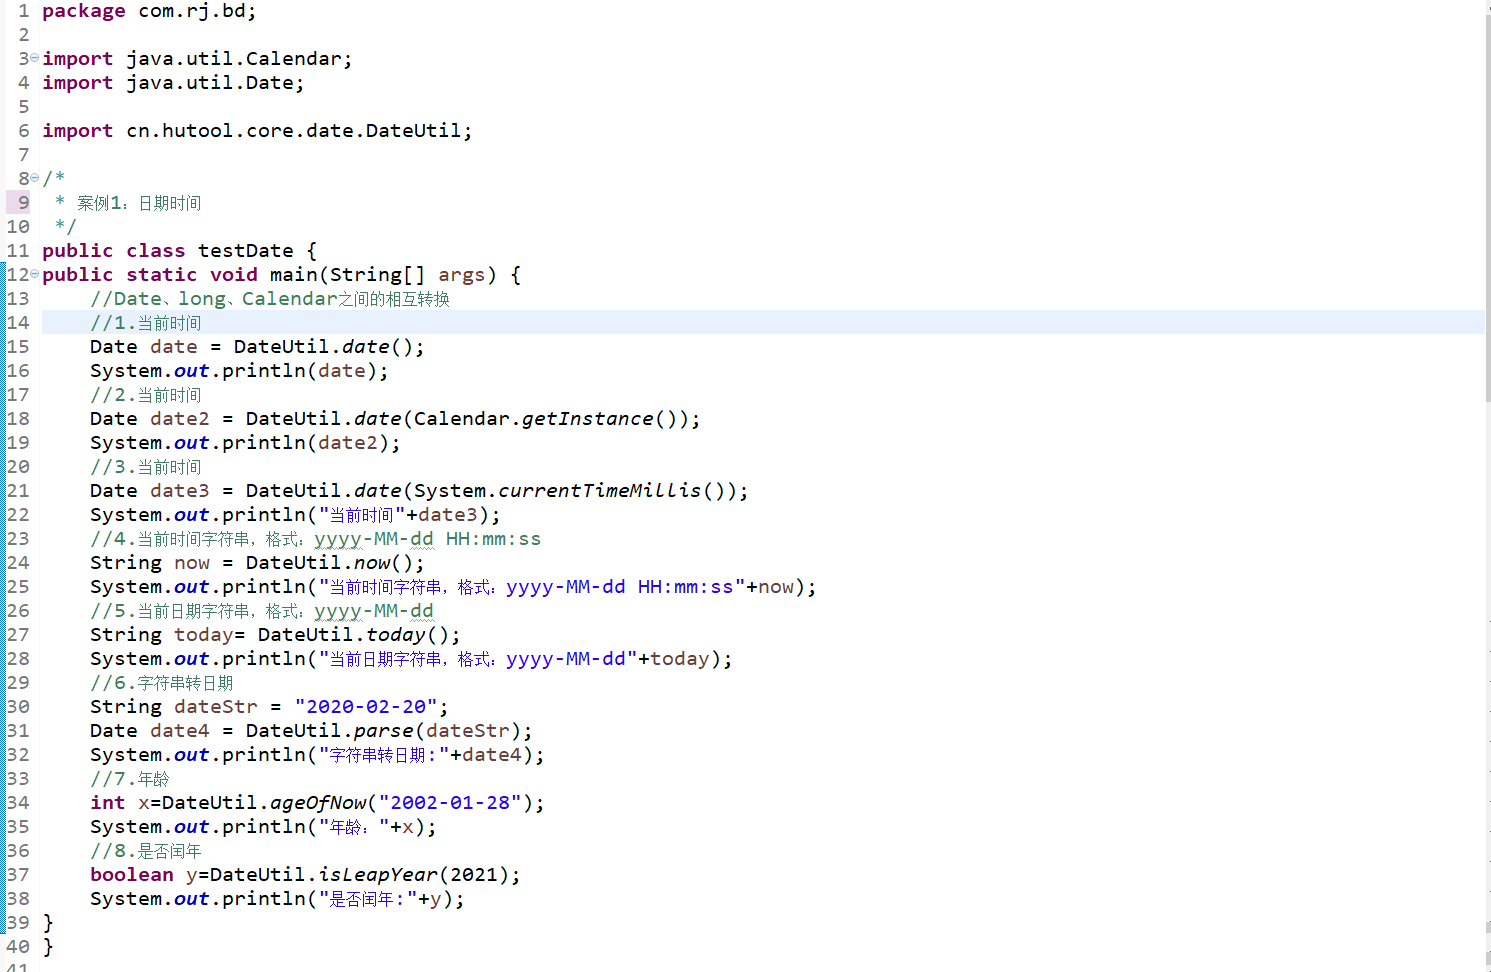 1 package com.rj.bd;
2
3 import java.util.Calendar;
4 import java.util.Date;
5
6 import cn.hutool.core.date.DateUtil;
7
8 /*
9  * 案例1：日期时间
10  */
11 public class testDate {
12 public static void main(String[] args) {
13     //Date、long、Calendar之间的相互转换
14     //1.当前时间
15     Date date = DateUtil.date();
16     System.out.println(date);
17     //2.当前时间
18     Date date2 = DateUtil.date(Calendar.getInstance());
19     System.out.println(date2);
20     //3.当前时间
21     Date date3 = DateUtil.date(System.currentTimeMillis());
22     System.out.println("当前时间"+date3);
23     //4.当前时间字符串，格式：yyyy-MM-dd HH:mm:ss
24     String now = DateUtil.now();
25     System.out.println("当前时间字符串，格式：yyyy-MM-dd HH:mm:ss"+now);
26     //5.当前日期字符串，格式：yyyy-MM-dd
27     String today= DateUtil.today();
28     System.out.println("当前日期字符串，格式：yyyy-MM-dd"+today);
29     //6.字符串转日期
30     String dateStr = "2020-02-20";
31     Date date4 = DateUtil.parse(dateStr);
32     System.out.println("字符串转日期:"+date4);
33     //7.年龄
34     int x=DateUtil.ageOfNow("2002-01-28");
35     System.out.println("年龄："+x);
36     //8.是否闰年
37     boolean y=DateUtil.isLeapYear(2021);
38     System.out.println("是否闰年:"+y);
39 }
40 }
41